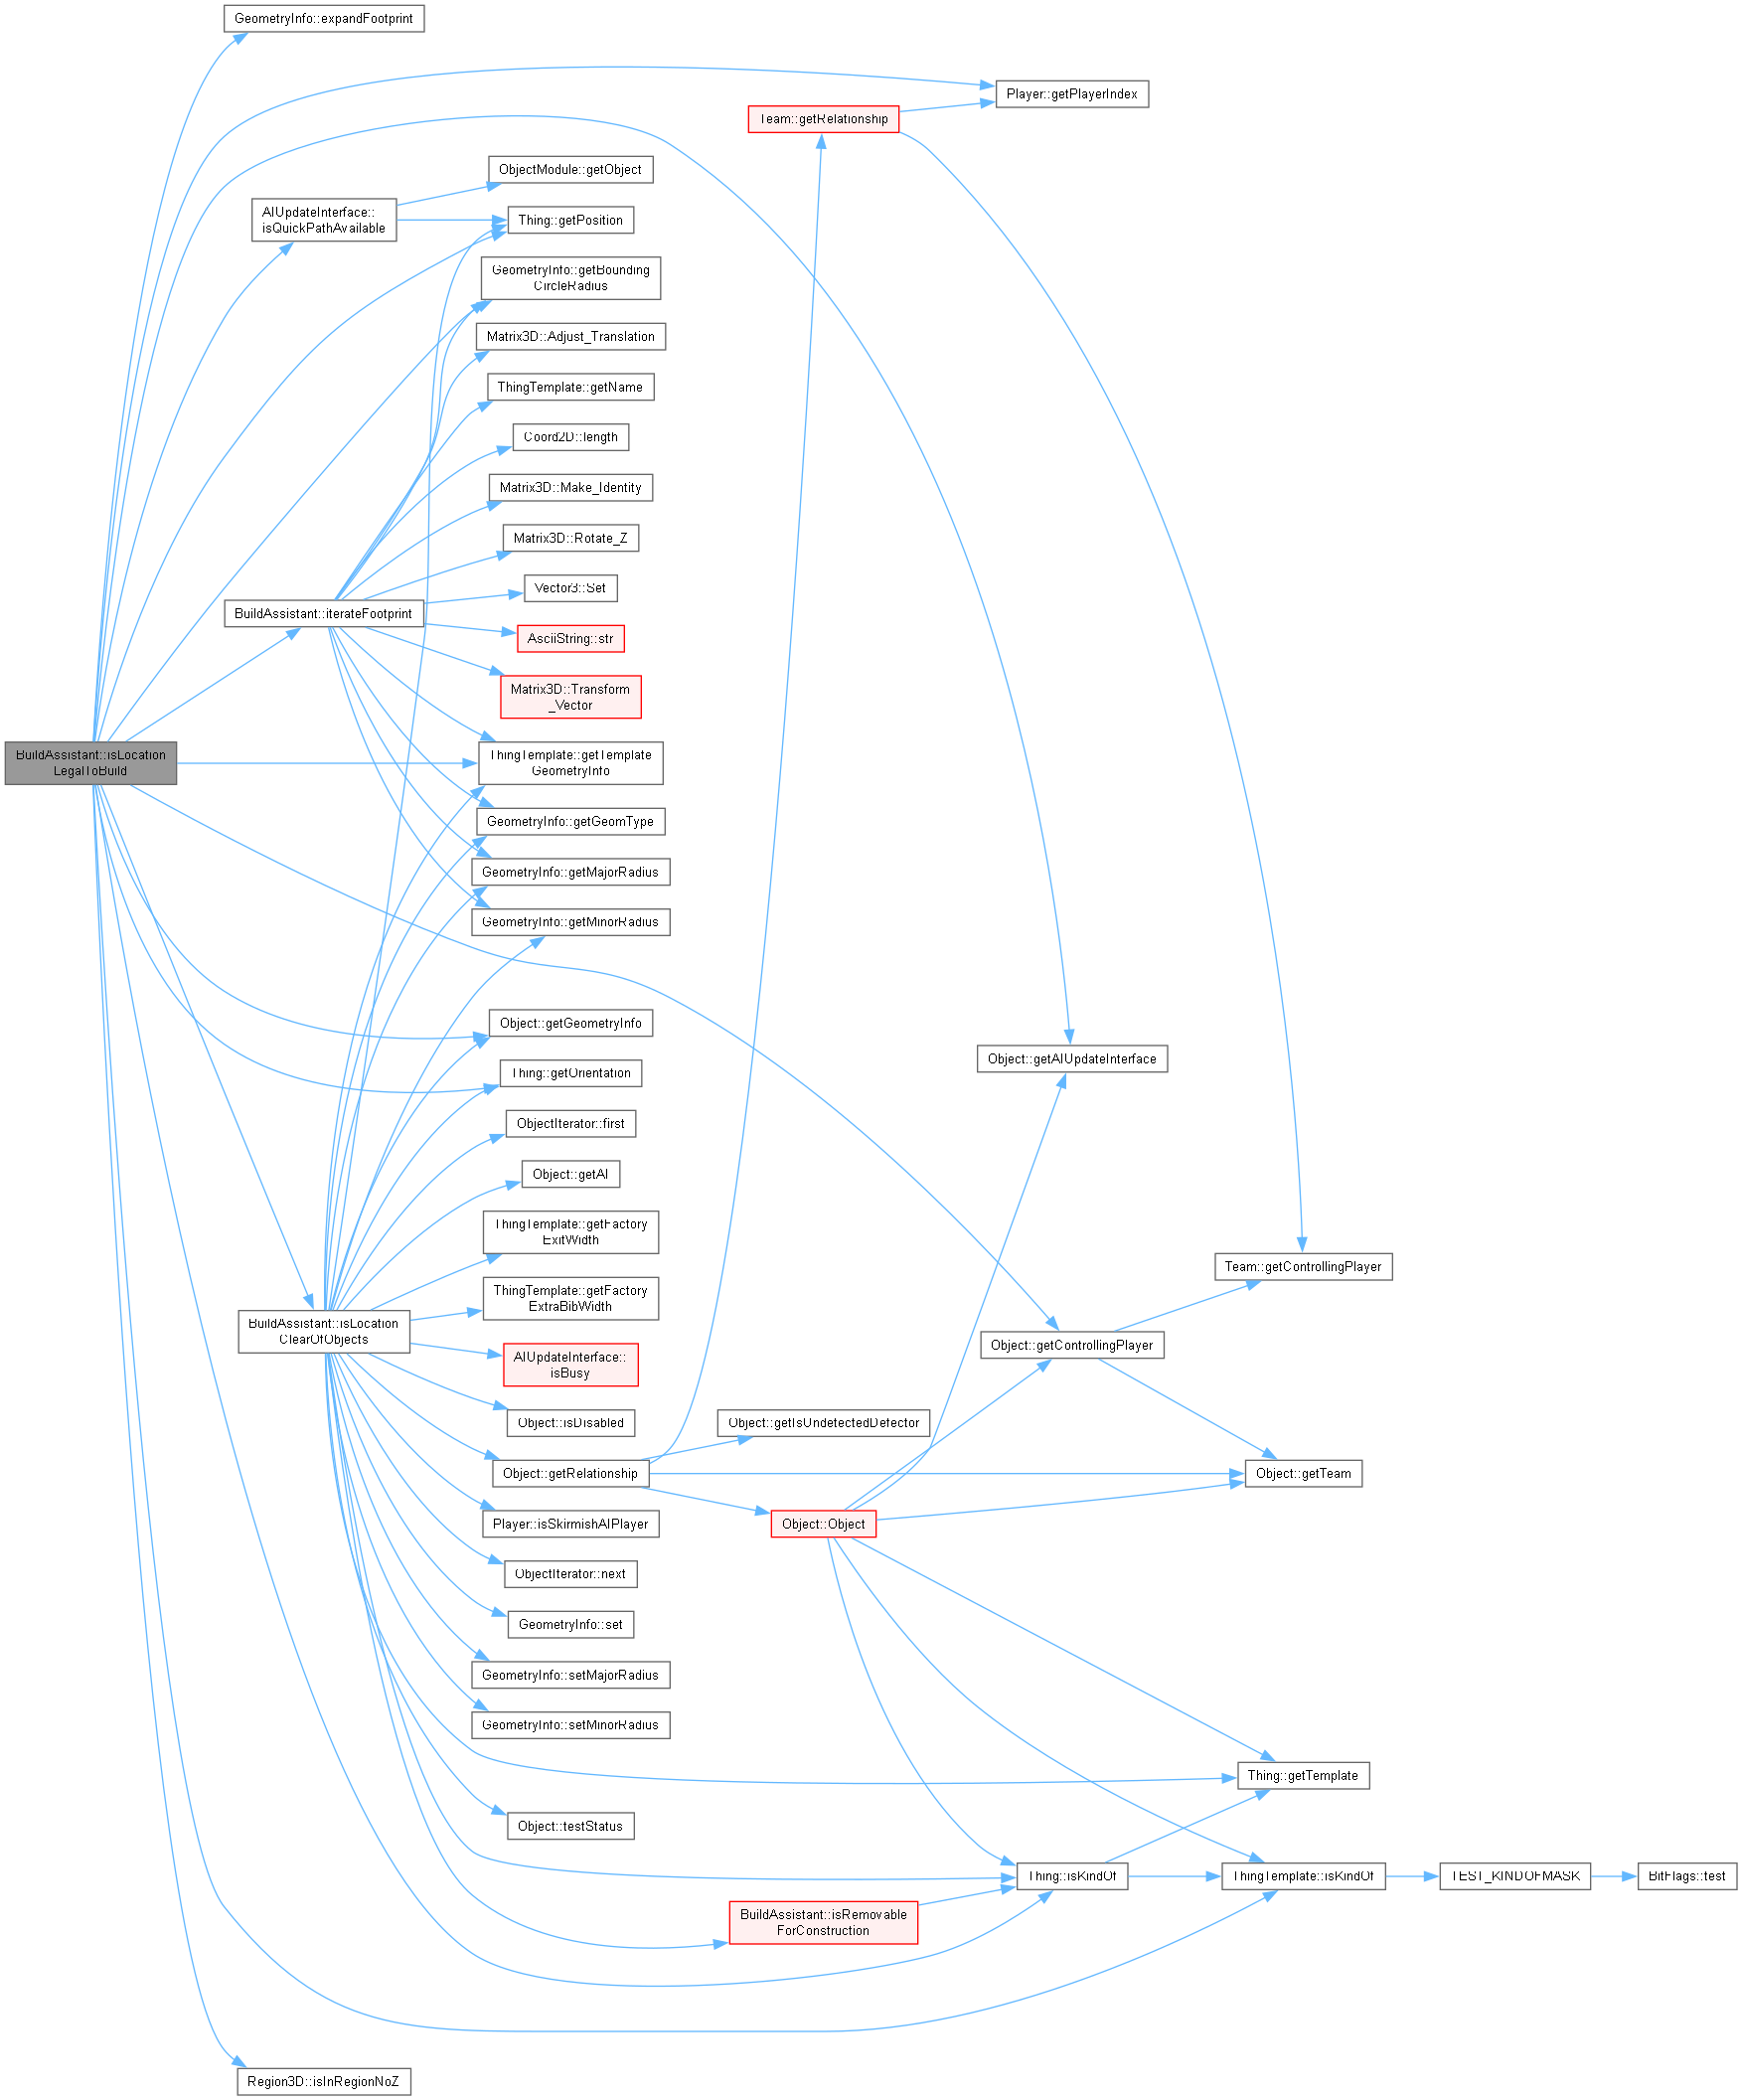 GeometryInfo::expandFootprint
Player::getPlayerIndex
Team::getRelationship
ObjectModule::getObject
AIUpdateInterface::
isQuickPathAvailable
Thing::getPosition
GeometryInfo::getBounding
CircleRadius
Matrix3D::Adjust_Translation
ThingTemplate::getName
Coord2D::length
Matrix3D::Make_Identity
Matrix3D::Rotate_Z
Vector3::Set
BuildAssistant::iterateFootprint
AsciiString::str
Matrix3D::Transform
_Vector
BuildAssistant::isLocation
LegalToBuild
ThingTemplate::getTemplate
GeometryInfo
GeometryInfo::getGeomType
GeometryInfo::getMajorRadius
GeometryInfo::getMinorRadius
Object::getGeometryInfo
Object::getAIUpdateInterface
Thing::getOrientation
ObjectIterator::first
Object::getAI
ThingTemplate::getFactory
ExitWidth
Team::getControllingPlayer
ThingTemplate::getFactory
ExtraBibWidth
BuildAssistant::isLocation
ClearOfObjects
Object::getControllingPlayer
AIUpdateInterface::
isBusy
Object::isDisabled
Object::getIsUndetectedDefector
Object::getRelationship
Object::getTeam
Player::isSkirmishAIPlayer
Object::Object
ObjectIterator::next
GeometryInfo::set
GeometryInfo::setMajorRadius
GeometryInfo::setMinorRadius
Thing::getTemplate
Object::testStatus
Thing::isKindOf
ThingTemplate::isKindOf
TEST_KINDOFMASK
BitFlags::test
BuildAssistant::isRemovable
ForConstruction
Region3D::isInRegionNoZ